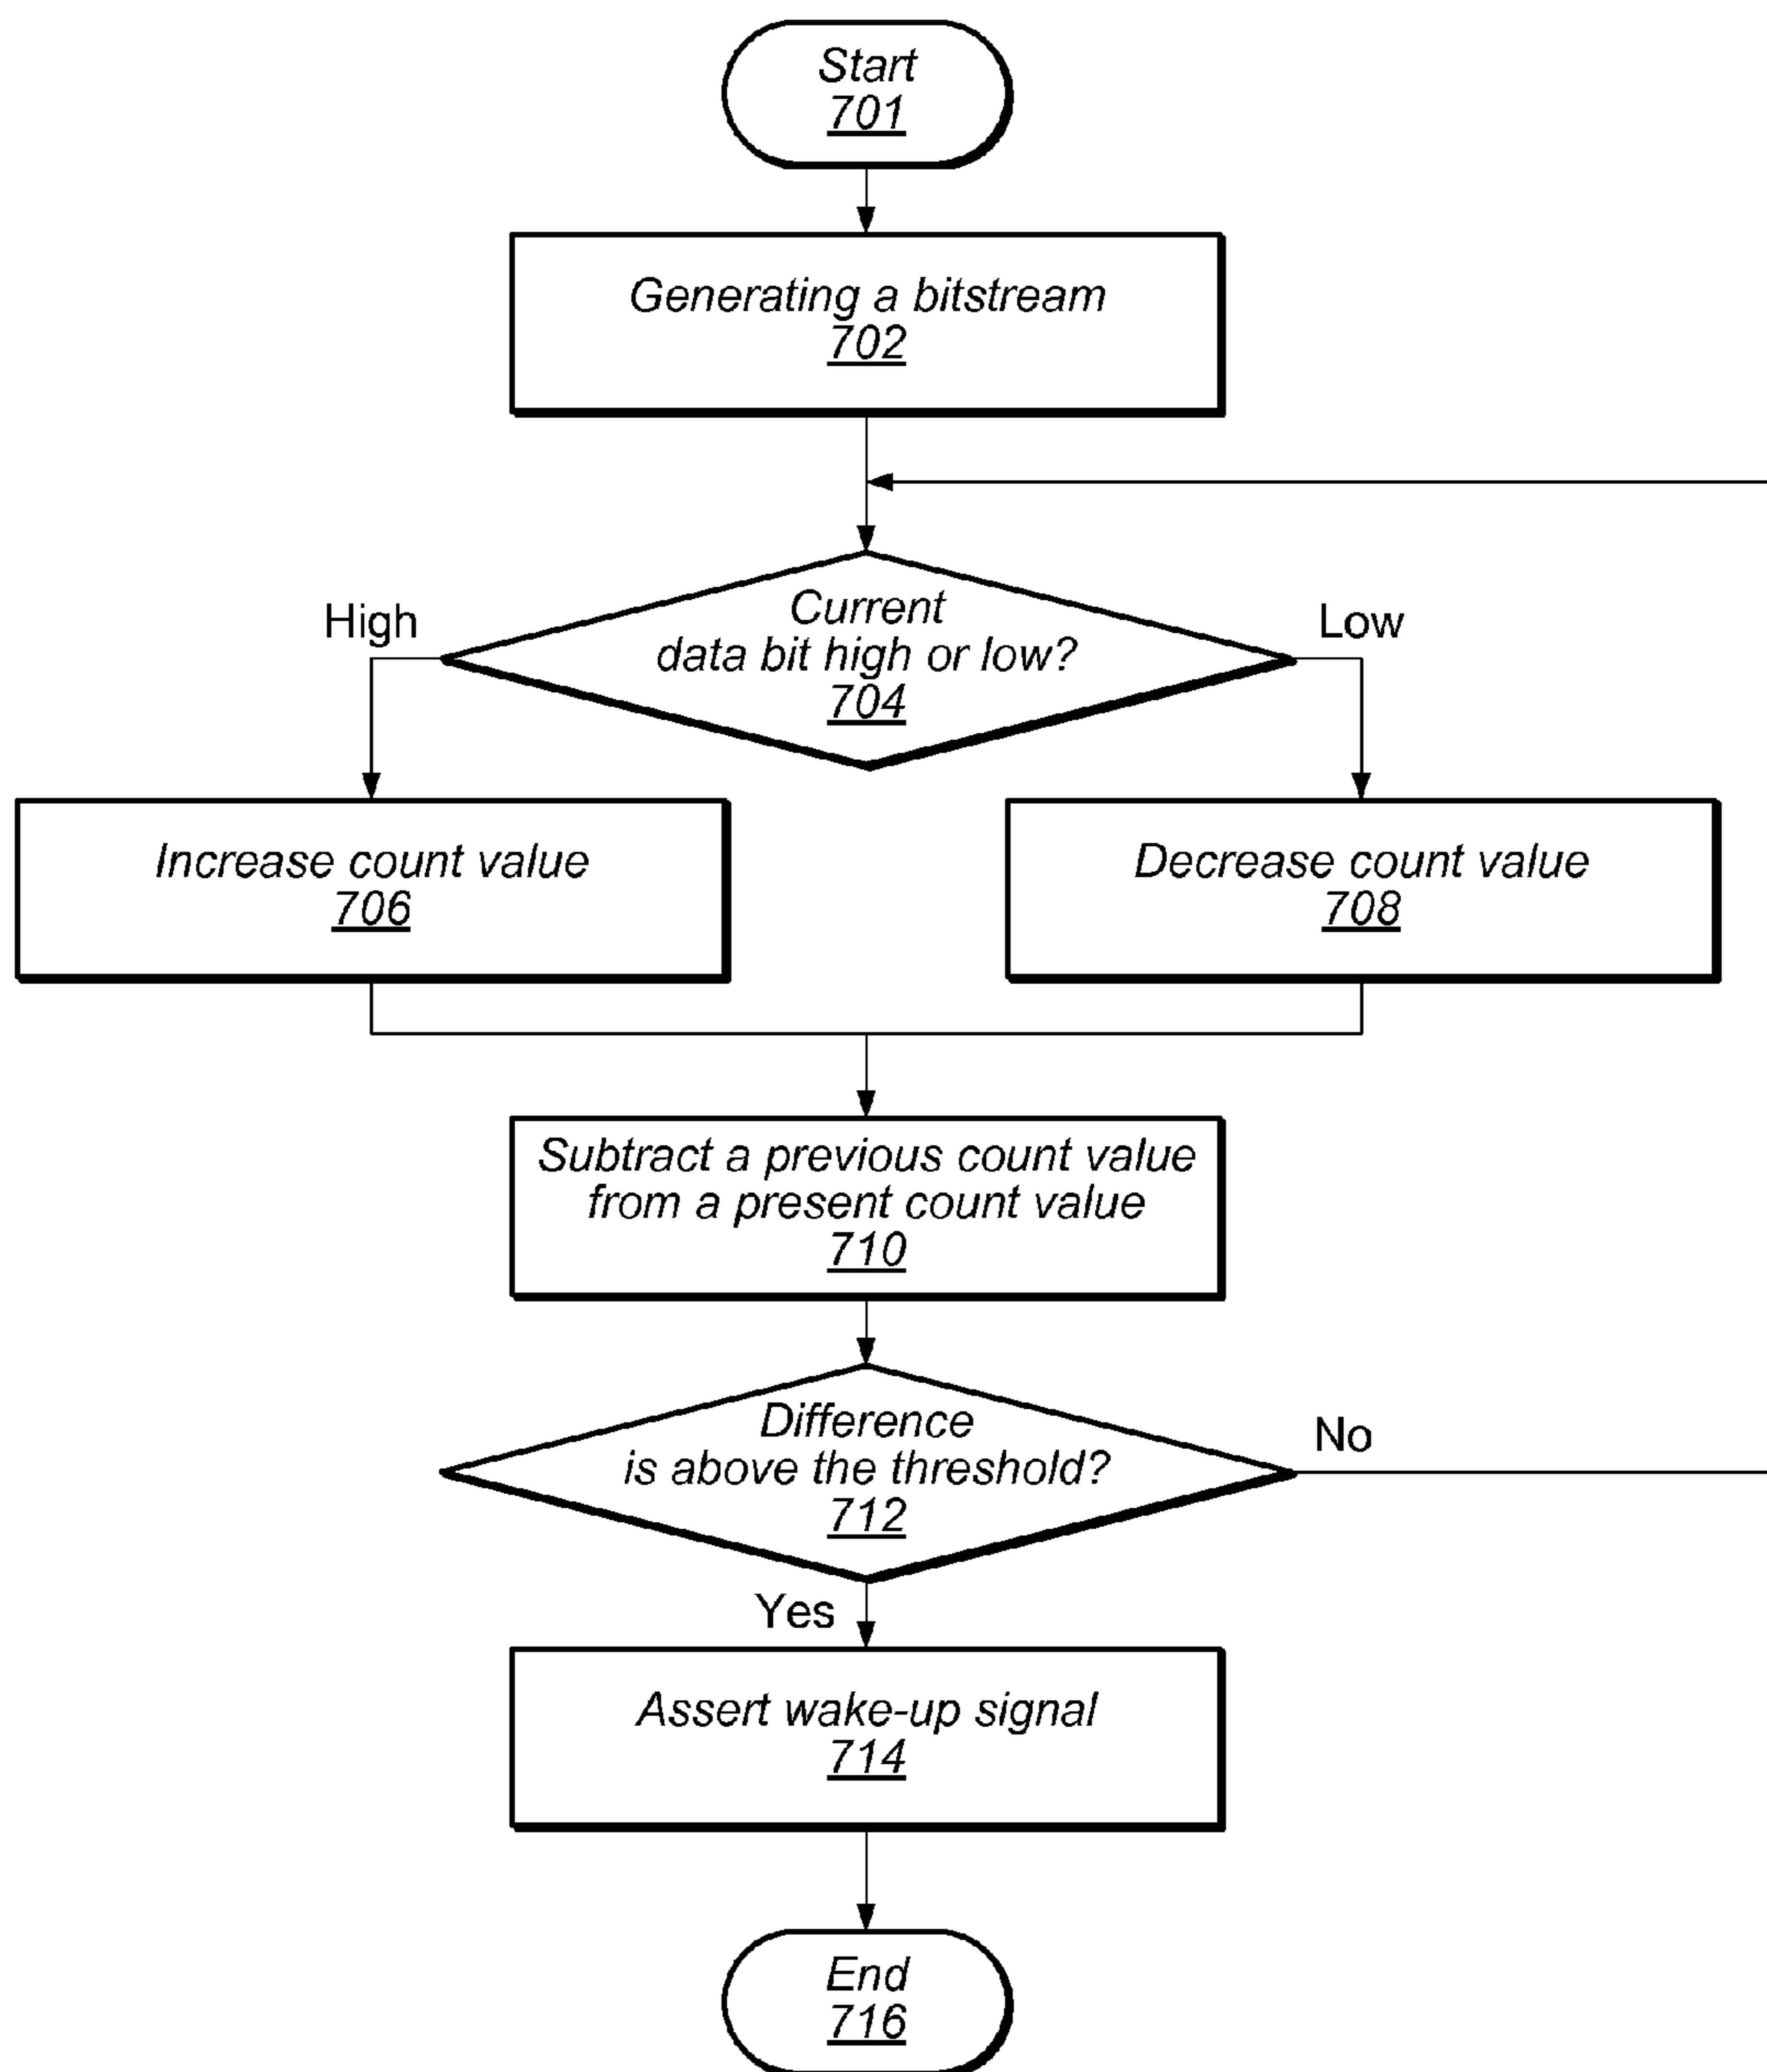 Start
701
Generating a bitstream
702
Current
data bit high or low?
704
High
Low
Increase count value
706
Decrease count value
708
Subtract a previous count value
from a present count value
710
Difference
is above the threshold?
712
No
Yes
Assert wake-up signal
714
End
716